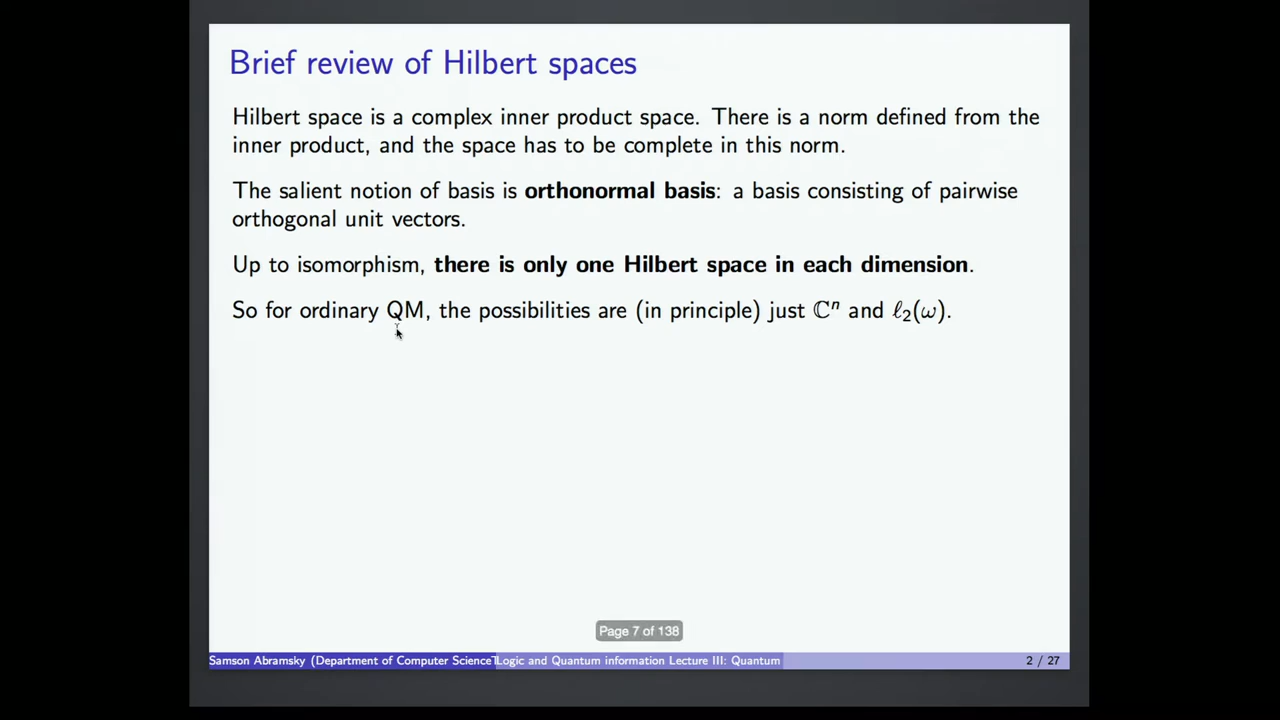 Brief review of Hilbert spaces
Hilbert space is a complex inner product space. There is a norm defined from the
inner product, and the space has to be complete in this norm.
The salient notion of basis is orthonormal basis: a basis consisting of pairwise
orthogonal unit vectors.
Up to isomorphism, there is only one Hilbert space in each dimension.
So for ordinary QM, the possibilities are (in principle) just ℂⁿ and ℓ₂(ω).
Page 7 of 138
Samson Abramsky (Department of Computer Science Logic and Quantum information Lecture III: Quantum 2 / 27